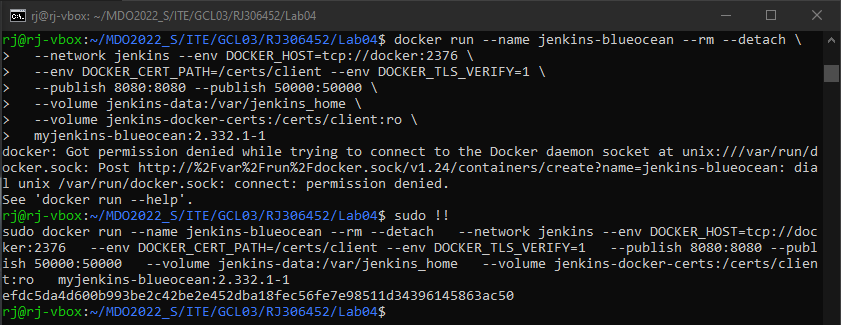 rj@rj-vbox: ~/MDO2022_S/ITE/GCL03/RJ306452/Lab04
rj@rj-vbox:~/MDO2022_S/ITE/GCL03/RJ306452/Lab04$ docker run --name jenkins-blueocean --rm --detach \
>   --network jenkins --env DOCKER_HOST=tcp://docker:2376 \
>   --env DOCKER_CERT_PATH=/certs/client --env DOCKER_TLS_VERIFY=1 \
>   --publish 8080:8080 --publish 50000:50000 \
>   --volume jenkins-data:/var/jenkins_home \
>   --volume jenkins-docker-certs:/certs/client:ro \
>   myjenkins-blueocean:2.332.1-1
docker: Got permission denied while trying to connect to the Docker daemon socket at unix:///var/run/d
ocker.sock: Post http://%2Fvar%2Frun%2Fdocker.sock/v1.24/containers/create?name=jenkins-blueocean: dia
l unix /var/run/docker.sock: connect: permission denied.
See 'docker run --help'.
rj@rj-vbox:~/MDO2022_S/ITE/GCL03/RJ306452/Lab04$ sudo !!
sudo docker run --name jenkins-blueocean --rm --detach   --network jenkins --env DOCKER_HOST=tcp://doc
ker:2376   --env DOCKER_CERT_PATH=/certs/client --env DOCKER_TLS_VERIFY=1   --publish 8080:8080 --publ
ish 50000:50000   --volume jenkins-data:/var/jenkins_home   --volume jenkins-docker-certs:/certs/clien
t:ro   myjenkins-blueocean:2.332.1-1
efdc5da4d600b993be2c42be2e452dba18fec56fe7e98511d34396145863ac50
rj@rj-vbox:~/MDO2022_S/ITE/GCL03/RJ306452/Lab04$